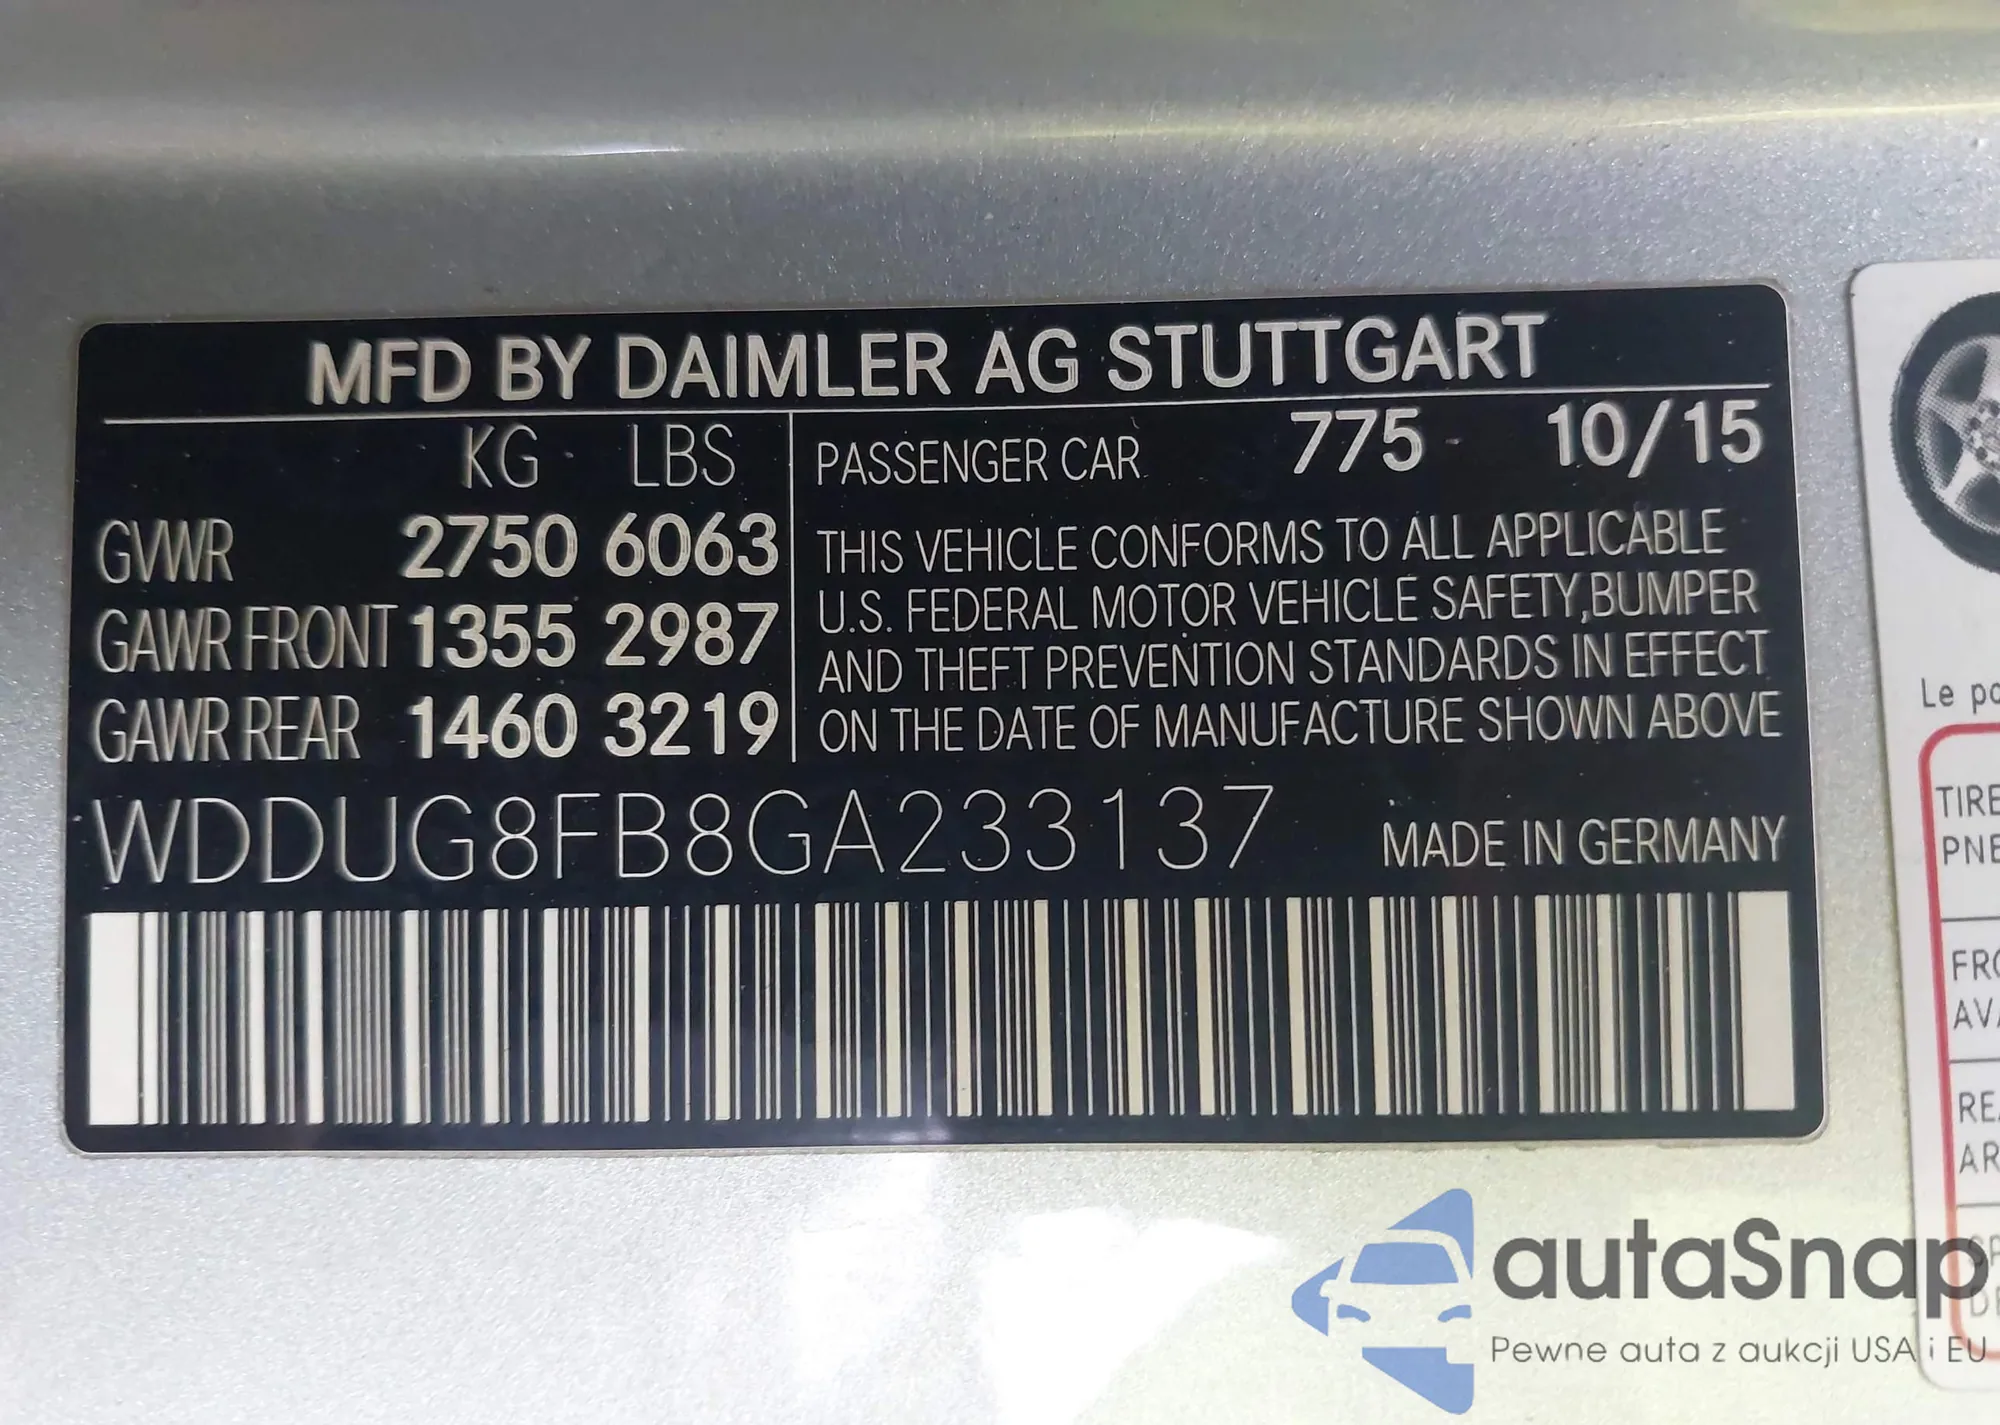 MFD BY DAIMLER AG STUTTGART
KG LBS
GVWR 2750 6063
GAWR FRONT 1355 2987
GAWR REAR 1460 3219
PASSENGER CAR 775 10/15
THIS VEHICLE CONFORMS TO ALL APPLICABLE
U.S. FEDERAL MOTOR VEHICLE SAFETY,BUMPER
AND THEFT PREVENTION STANDARDS IN EFFECT
ON THE DATE OF MANUFACTURE SHOWN ABOVE
WDDUG8FB8GA233137 MADE IN GERMANY
Le
TIRE
autaSnap
Pewne auta z aukcji USA i EU